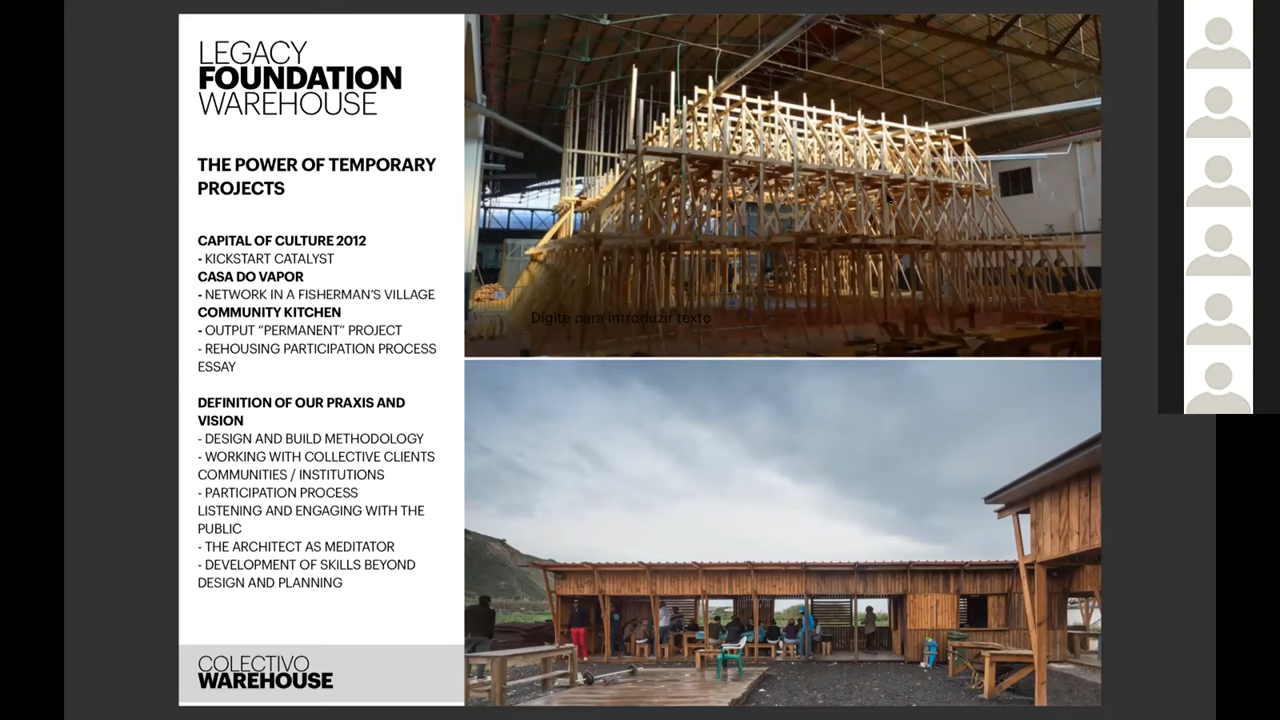 LEGACY
FOUNDATION
WAREHOUSE
THE POWER OF TEMPORARY
PROJECTS
CAPITAL OF CULTURE 2012
- KICKSTART CATALYST
CASA DO VAPOR
- NETWORK IN A FISHERMAN'S VILLAGE
COMMUNITY KITCHEN
- OUTPUT “PERMANENT” PROJECT
- REHOUSING PARTICIPATION PROCESS
ESSAY
DEFINITION OF OUR PRAXIS AND
VISION
- DESIGN AND BUILD METHODOLOGY
- WORKING WITH COLLECTIVE CLIENTS
COMMUNITIES / INSTITUTIONS
- PARTICIPATION PROCESS
LISTENING AND ENGAGING WITH THE
PUBLIC
- THE ARCHITECT AS MEDITATOR
- DEVELOPMENT OF SKILLS BEYOND
DESIGN AND PLANNING
COLECTIVO
WAREHOUSE
Digite para introduzir texto